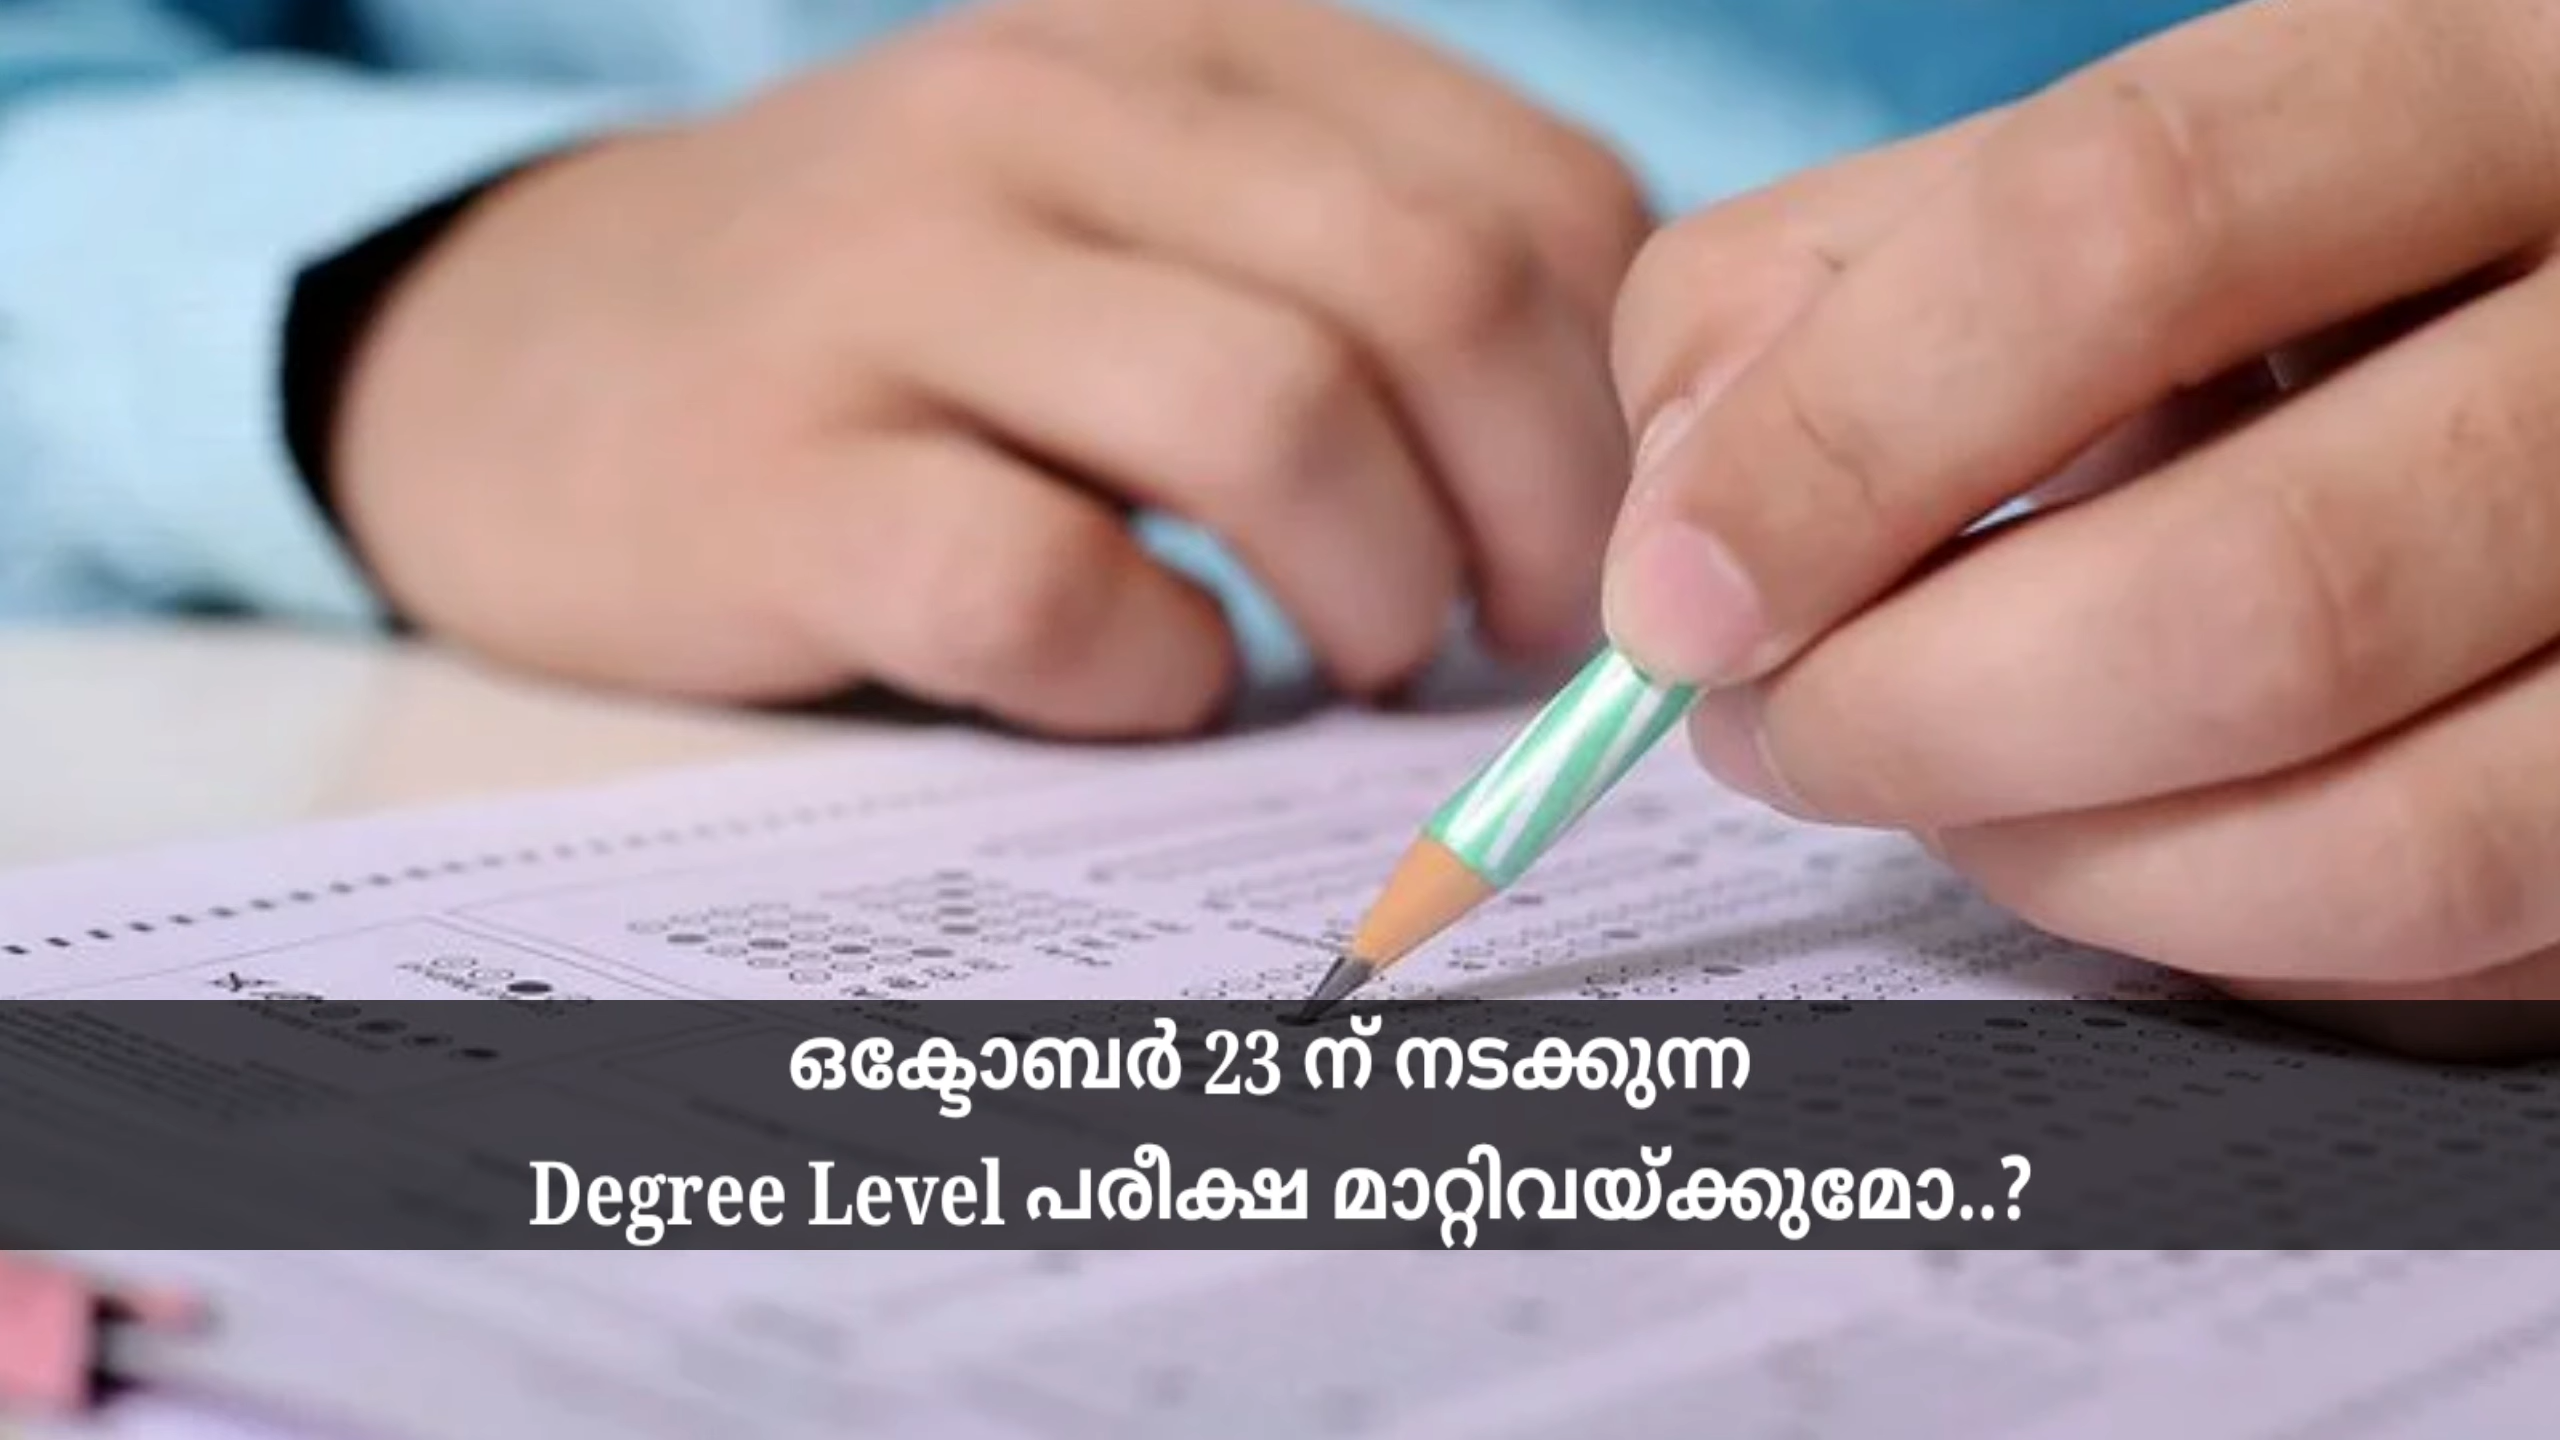 ഒക്ടോബർ 23 ന് നടക്കുന്ന
Degree Level പരീക്ഷ മാറ്റിവയ്ക്കുമോ..?